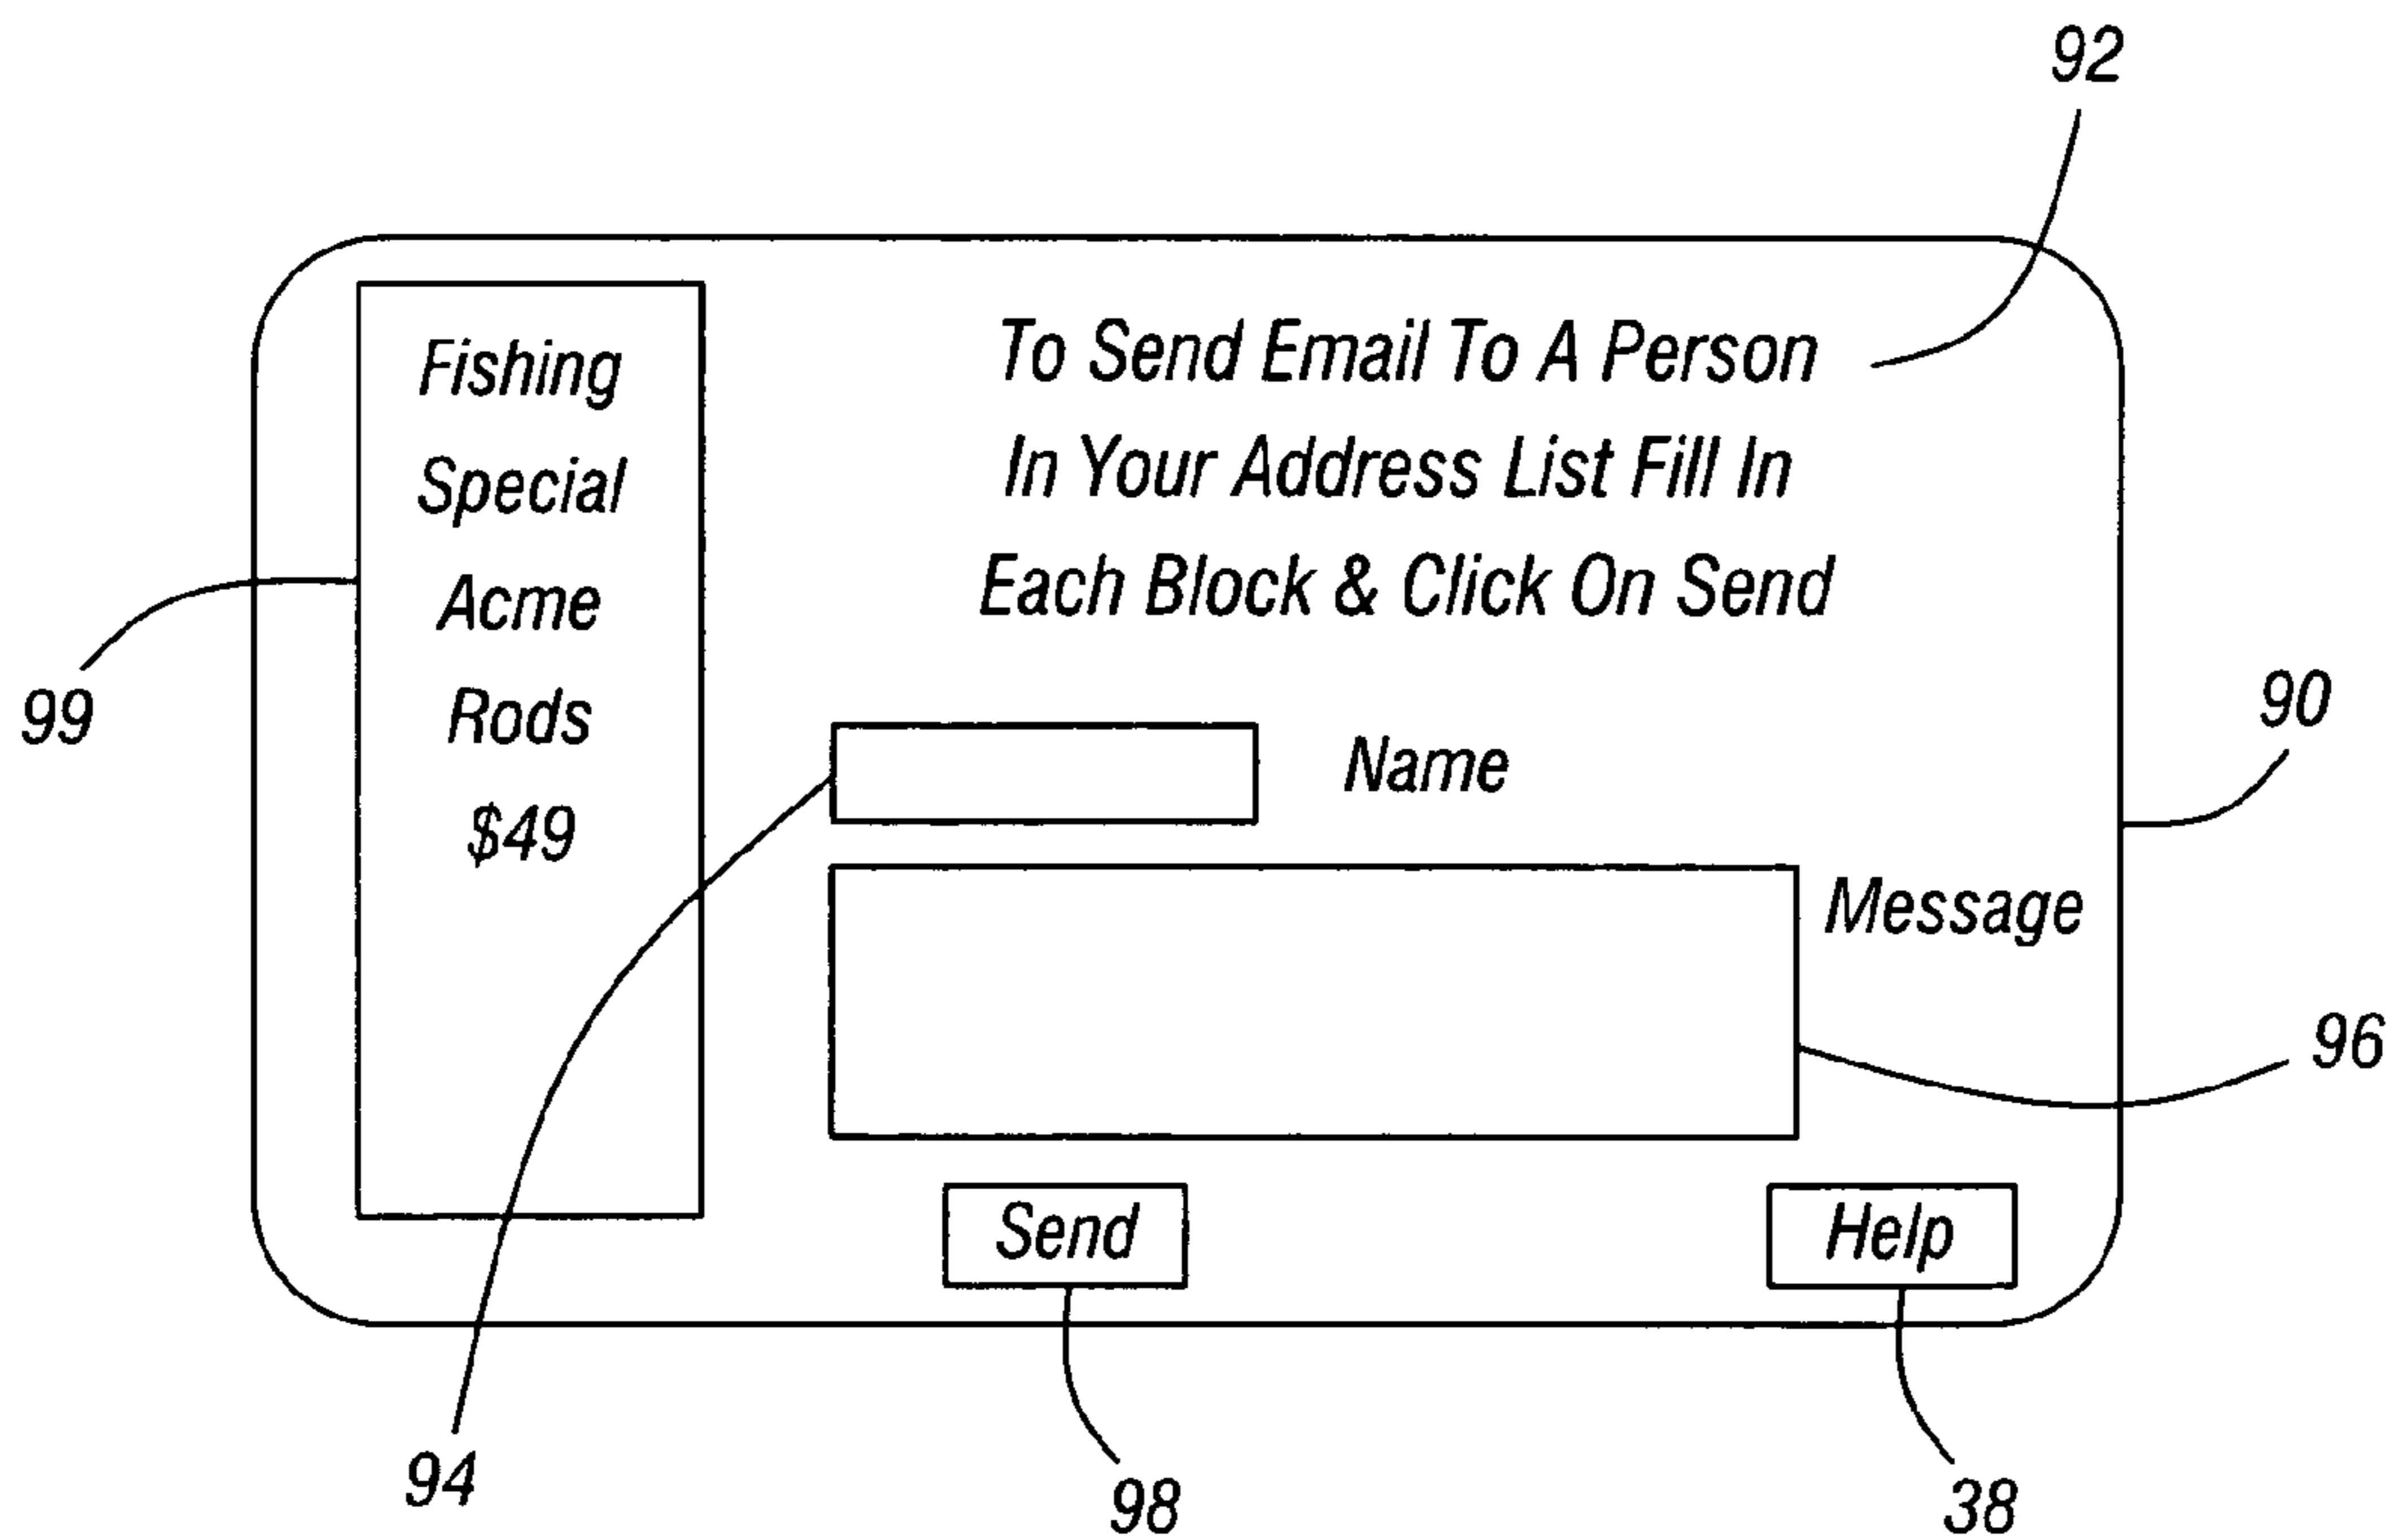 92
Fishing
Special
Acme
Rods
$49
To Send Email To A Person
In Your Address List Fill In
Each Block & Click On Send
99
90
Name
Message
96
Send
Help
94
98
38